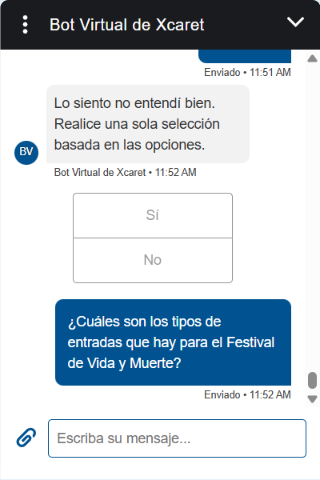 Bot Virtual de Xcaret
Enviado • 11:51 AM
Lo siento no entendí bien.
Realice una sola selección
basada en las opciones.
BV
Bot Virtual de Xcaret • 11:52 AM
Sí
No
¿Cuáles son los tipos de
entradas que hay para el Festival
de Vida y Muerte?
Enviado • 11:52 AM
Escriba su mensaje...